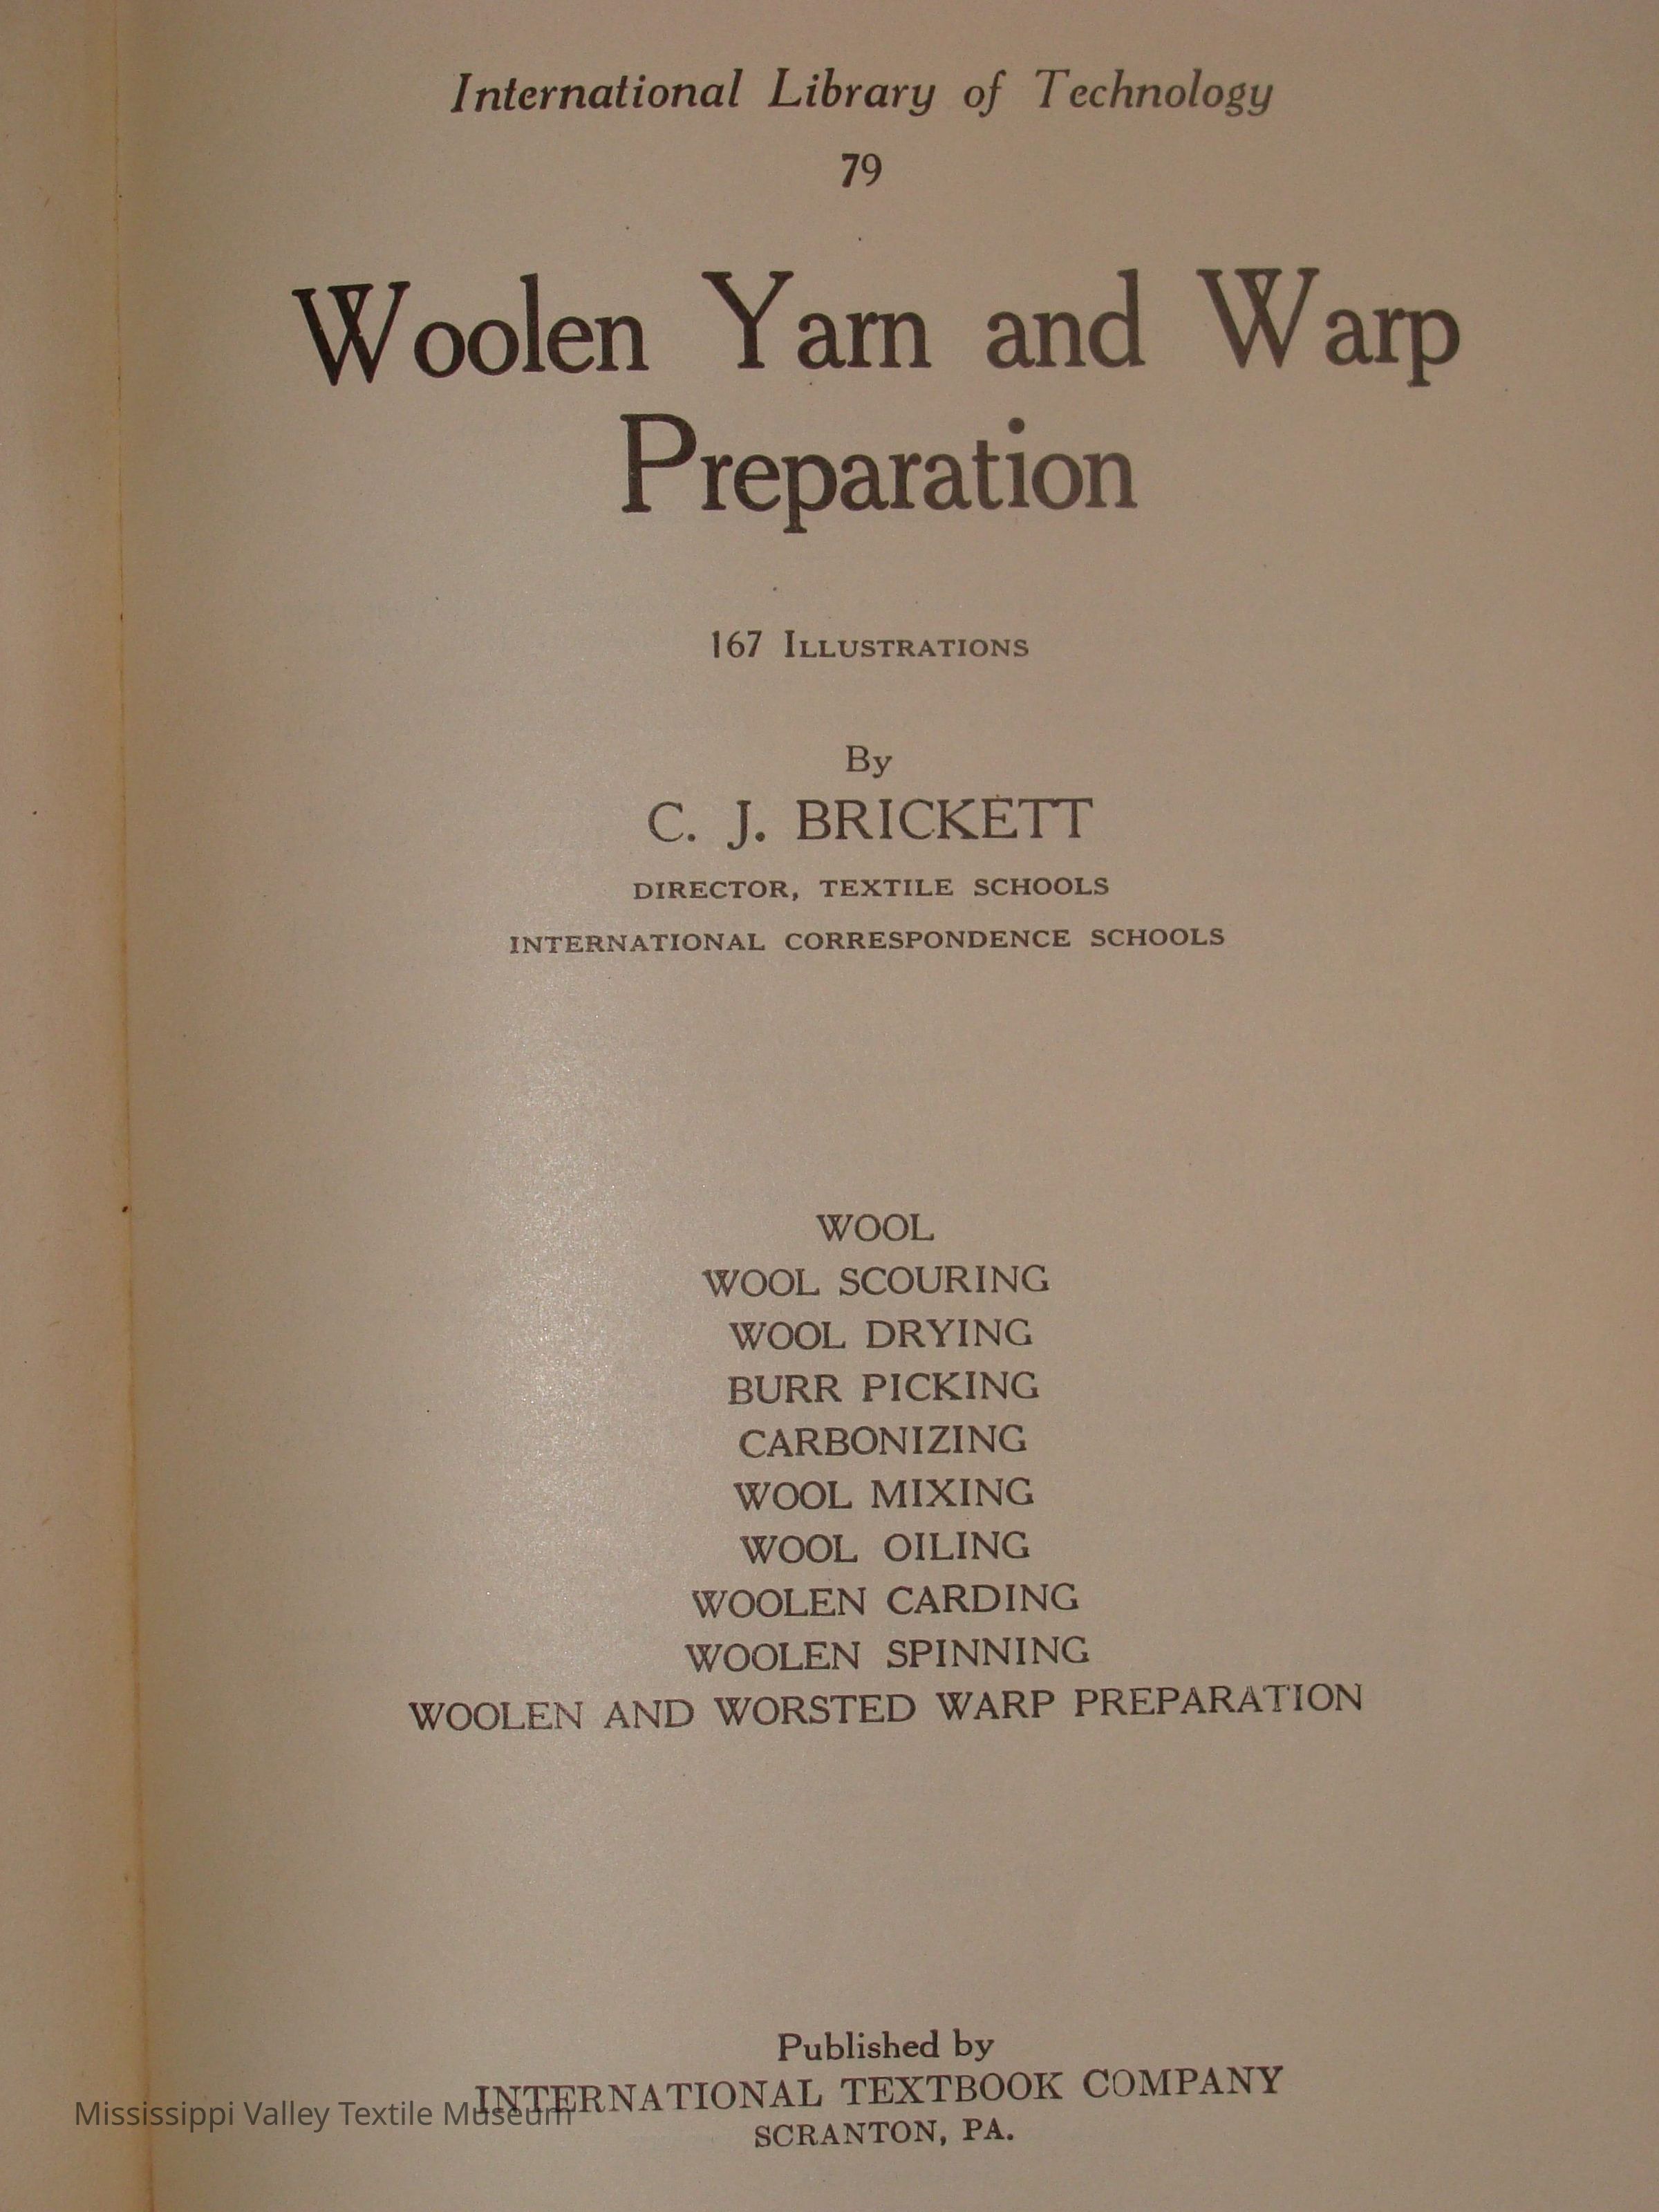 International Library of Technology
79
Woolen Yarn and Warp
Preparation
167 Illustrations
By
C. J. BRICKETT
DIRECTOR, TEXTILE SCHOOLS
INTERNATIONAL CORRESPONDENCE SCHOOLS
WOOL
WOOL SCOURING
WOOL DRYING
BURR PICKING
CARBONIZING
WOOL MIXING
WOOL OILING
WOOLEN CARDING
WOOLEN SPINNING
WOOLEN AND WORSTED WARP PREPARATION
Published by
INTERNATIONAL TEXTBOOK COMPANY
SCRANTON, PA.
Mississippi Valley Textile Museum